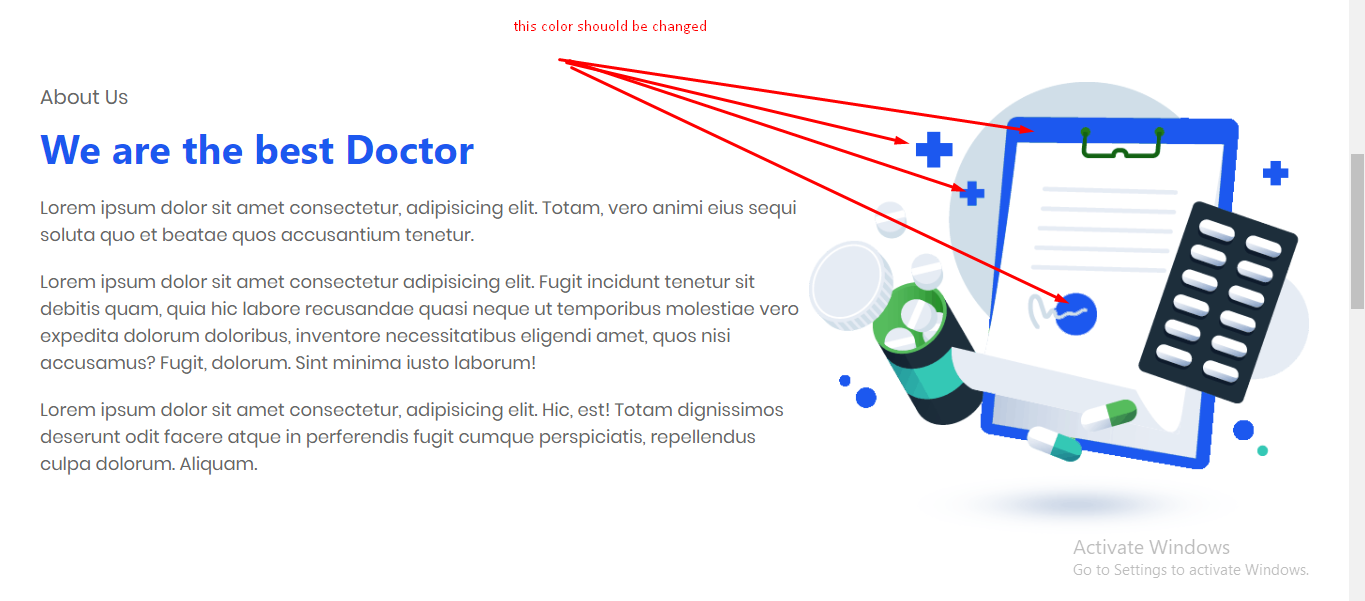 this color shouold be changed
About Us
We are the best Doctor
Lorem ipsum dolor sit amet consectetur, adipisicing elit. Totam, vero animi eius sequi
soluta quo et beatae quos accusantium tenetur.
Lorem ipsum dolor sit amet consectetur adipisicing elit. Fugit incidunt tenetur sit
debitis quam, quia hic labore recusandae quasi neque ut temporibus molestiae vero
expedita dolorum doloribus, inventore necessitatibus eligendi amet, quos nisi
accusamus? Fugit, dolorum. Sint minima iusto laborum!
Lorem ipsum dolor sit amet consectetur, adipisicing elit. Hic, est! Totam dignissimos
deserunt odit facere atque in perferendis fugit cumque perspiciatis, repellendus
culpa dolorum. Aliquam.
Activate Windows
Go to Settings to activate Windows.